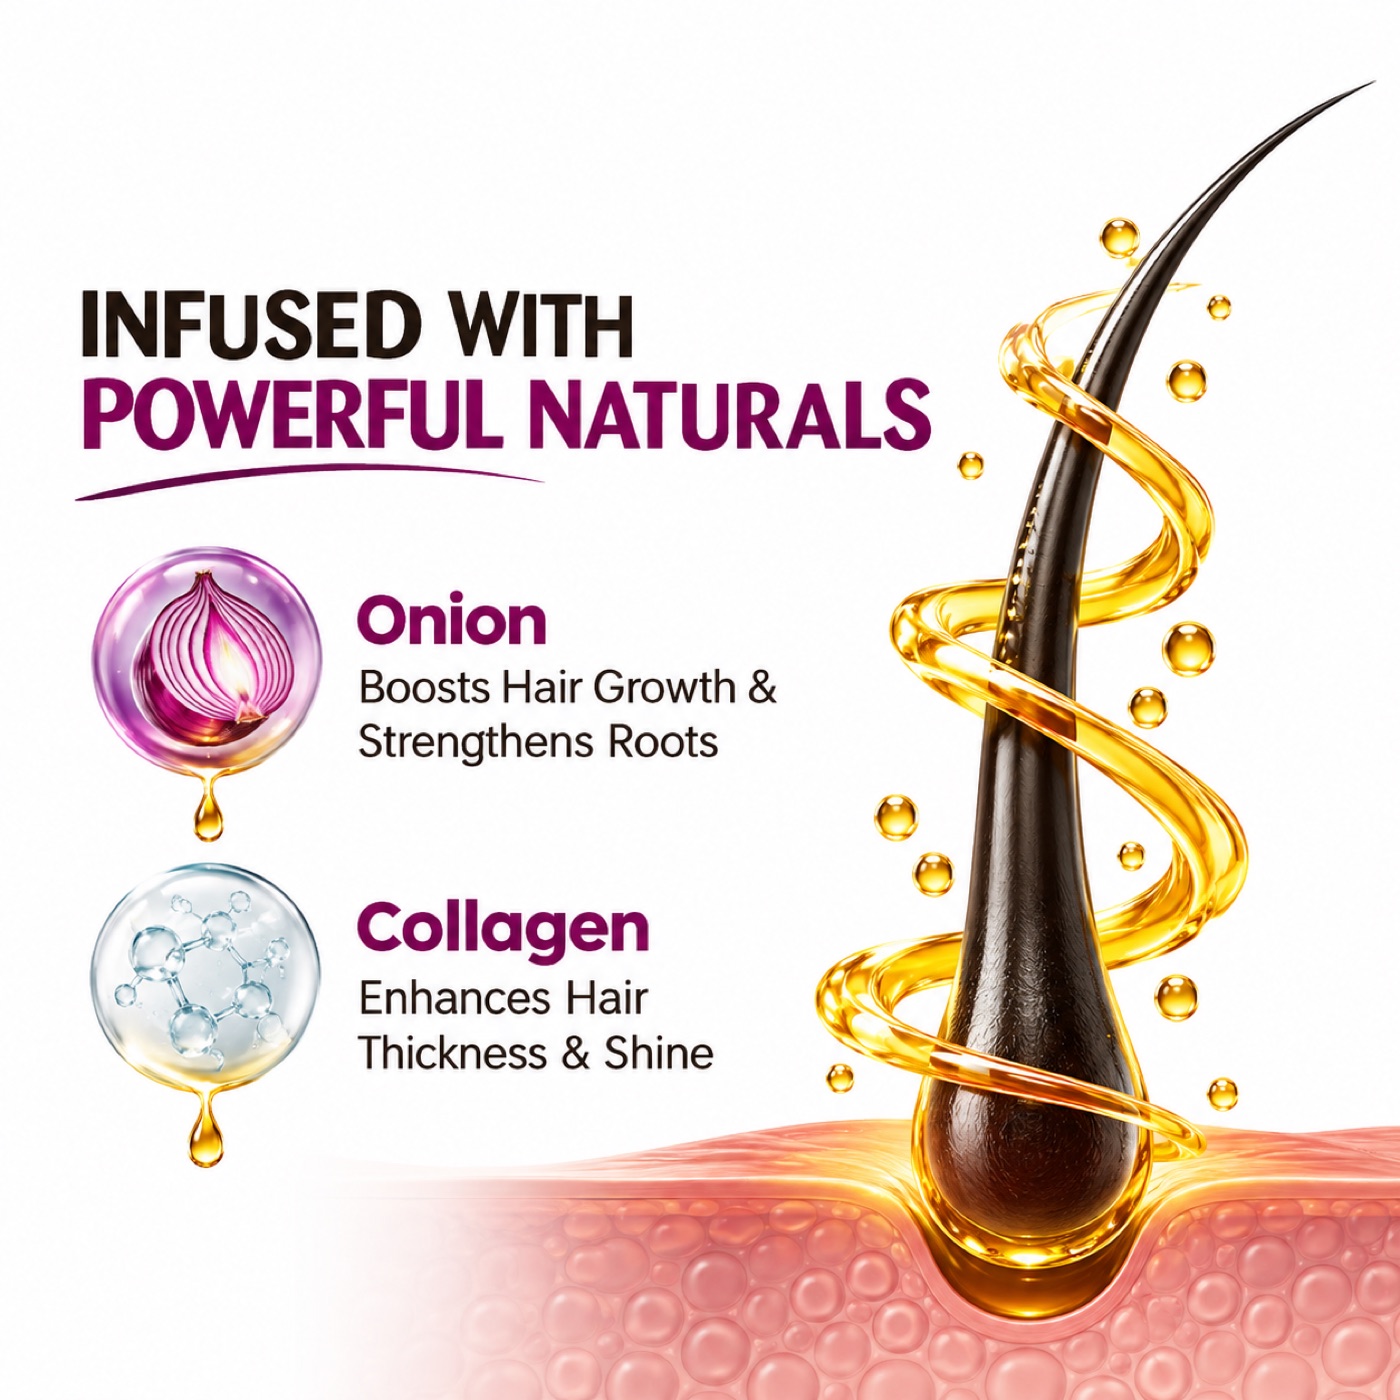 INFUSED WITH
POWERFUL NATURALS
Onion
Boosts Hair Growth &
Strengthens Roots
Collagen
Enhances Hair
Thickness & Shine